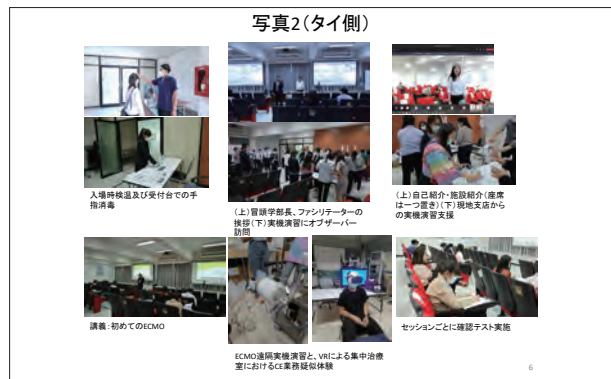 写真2(タイ側)
入場時検温及び受付台での手
指消毒
(上)冒頭学部長、ファシリテーターの
挨拶(下)実機演習にオブザーバー
訪問
(上)自己紹介・施設紹介(座席
は一つ置き)(下)現地支店から
の実機演習支援
講義:初めてのECMO
ECMO遠隔実機演習と、VRによる集中治療
室におけるCE業務疑似体験
セッションごとに確認テスト実施
6